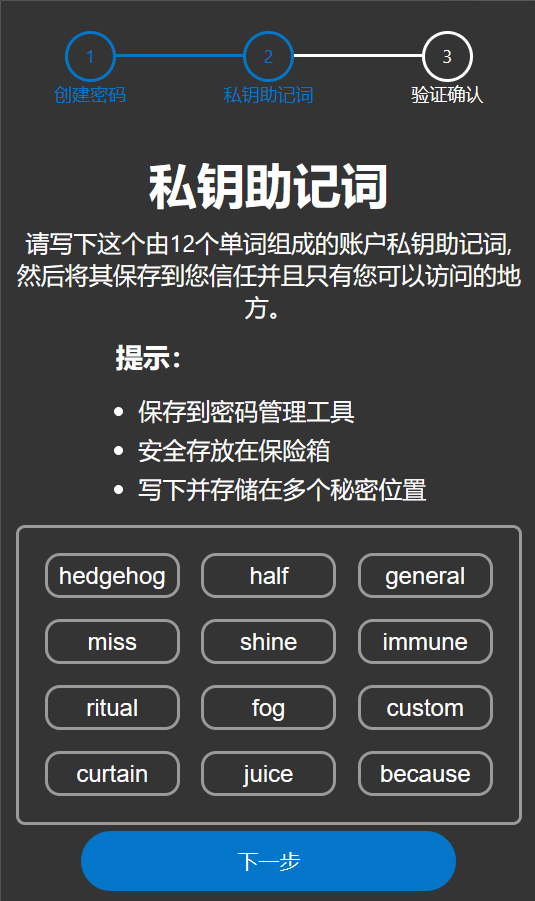 1 2 3
创建密码 私钥助记词 验证确认
私钥助记词
请写下这个由12个单词组成的账户私钥助记词,
然后将其保存到您信任并且只有您可以访问的地
方。
提示:
保存到密码管理工具
安全存放在保险箱
写下并存储在多个秘密位置
hedgehog half general
miss shine immune
ritual fog custom
curtain juice because
下一步